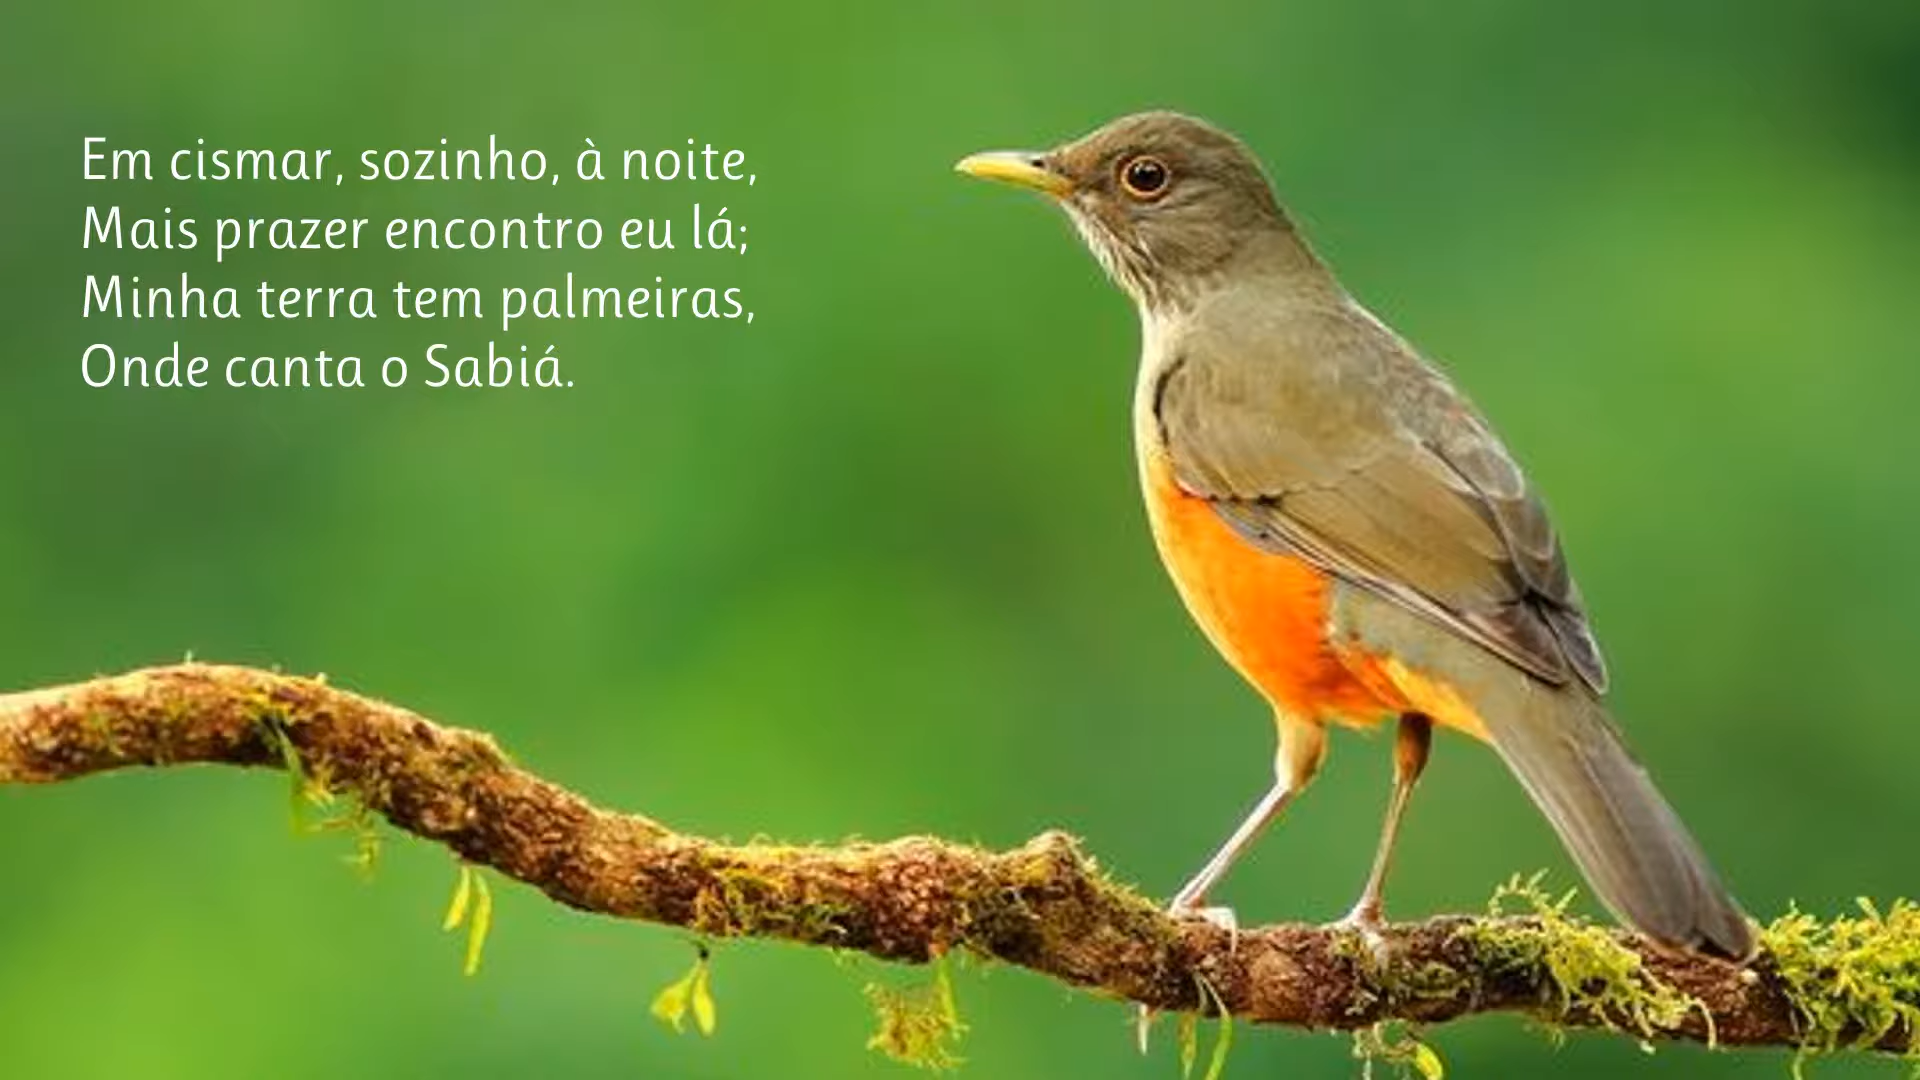 Em cismar, sozinho, à noite,
Mais prazer encontro eu lá;
Minha terra tem palmeiras,
Onde canta o Sabiá.